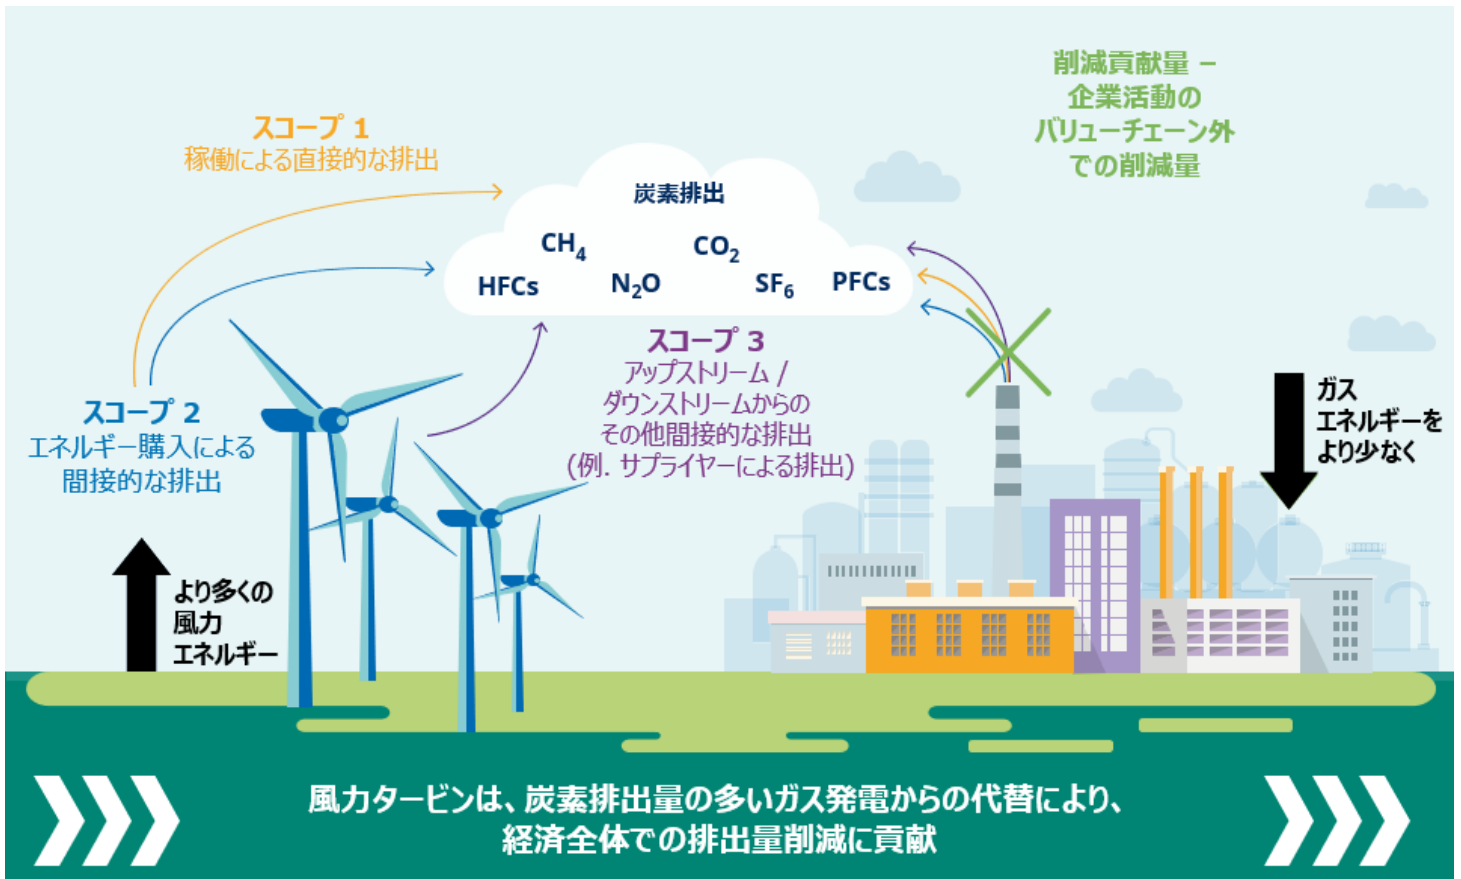 削減貢献量 –
企業活動の
バリューチェーン外
での削減量
スコープ 1
稼働による直接的な排出
炭素排出
CH₄
CO₂
HFCs
N₂O
SF₆
PFCs
スコープ 3
アップストリーム /
ダウンストリームからの
その他間接的な排出
(例. サプライヤーによる排出)
スコープ 2
エネルギー購入による
間接的な排出
ガス
エネルギーを
より少なく
より多くの
風力
エネルギー
風力タービンは、炭素排出量の多いガス発電からの代替により、
経済全体での排出量削減に貢献